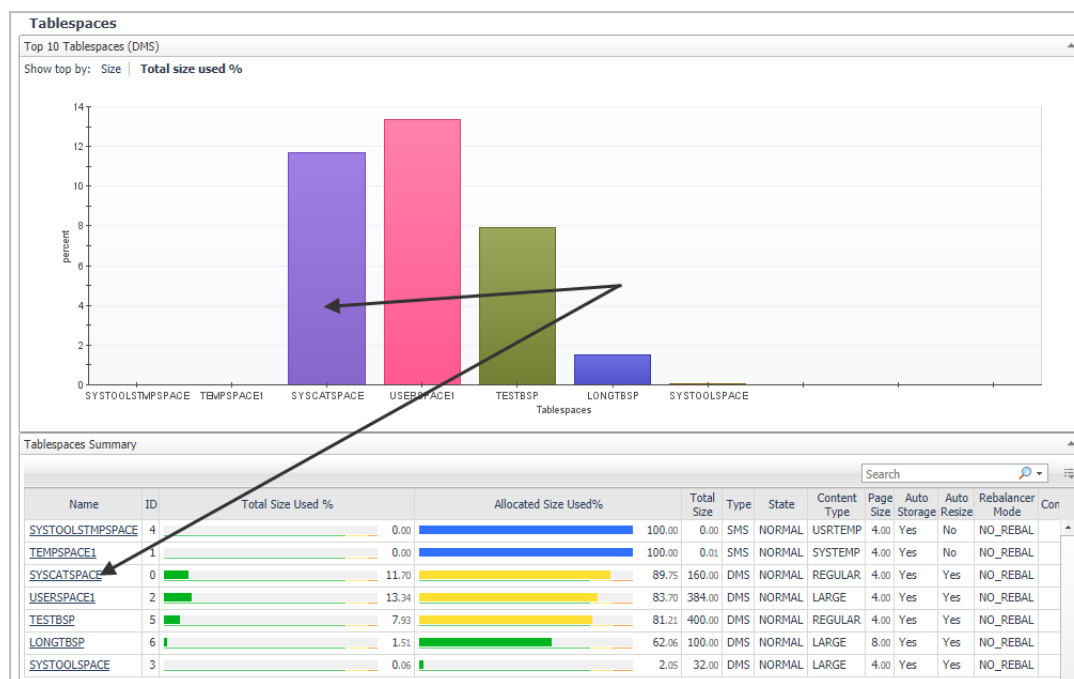 Tablespaces
Top 10 Tablespaces (DMS)
Show top by: Size | Total size used %
14
12
10
8
6
4
2
0
percent
SYSTOOLSTMPSPACE TEMPSPACE1 SYSCATSPACE USERSPACE1 TESTBSP LONGTBSP SYSTOOLSPACE
Tablespaces
Tablespaces Summary
Search
Name ID Total Size Used % Allocated Size Used% Total Size Type State Content Type Page Size Auto Storage Auto Resize Rebalancer Mode Con
SYSTOOLSTMPSPACE 4 0.00 100.00 0.00 SMS NORMAL USRTEMP 4.00 Yes No NO_REBAL
TEMPSPACE1 1 0.00 100.00 0.01 SMS NORMAL SYSTEMP 4.00 Yes No NO_REBAL
SYSCATSPACE 0 11.70 89.75 160.00 DMS NORMAL REGULAR 4.00 Yes Yes NO_REBAL
USERSPACE1 2 13.34 83.70 384.00 DMS NORMAL LARGE 4.00 Yes Yes NO_REBAL
TESTBSP 5 7.93 81.21 400.00 DMS NORMAL REGULAR 4.00 Yes Yes NO_REBAL
LONGTBSP 6 1.51 62.06 100.00 DMS NORMAL LARGE 8.00 Yes Yes NO_REBAL
SYSTOOLSPACE 3 0.06 2.05 32.00 DMS NORMAL LARGE 4.00 Yes Yes NO_REBAL